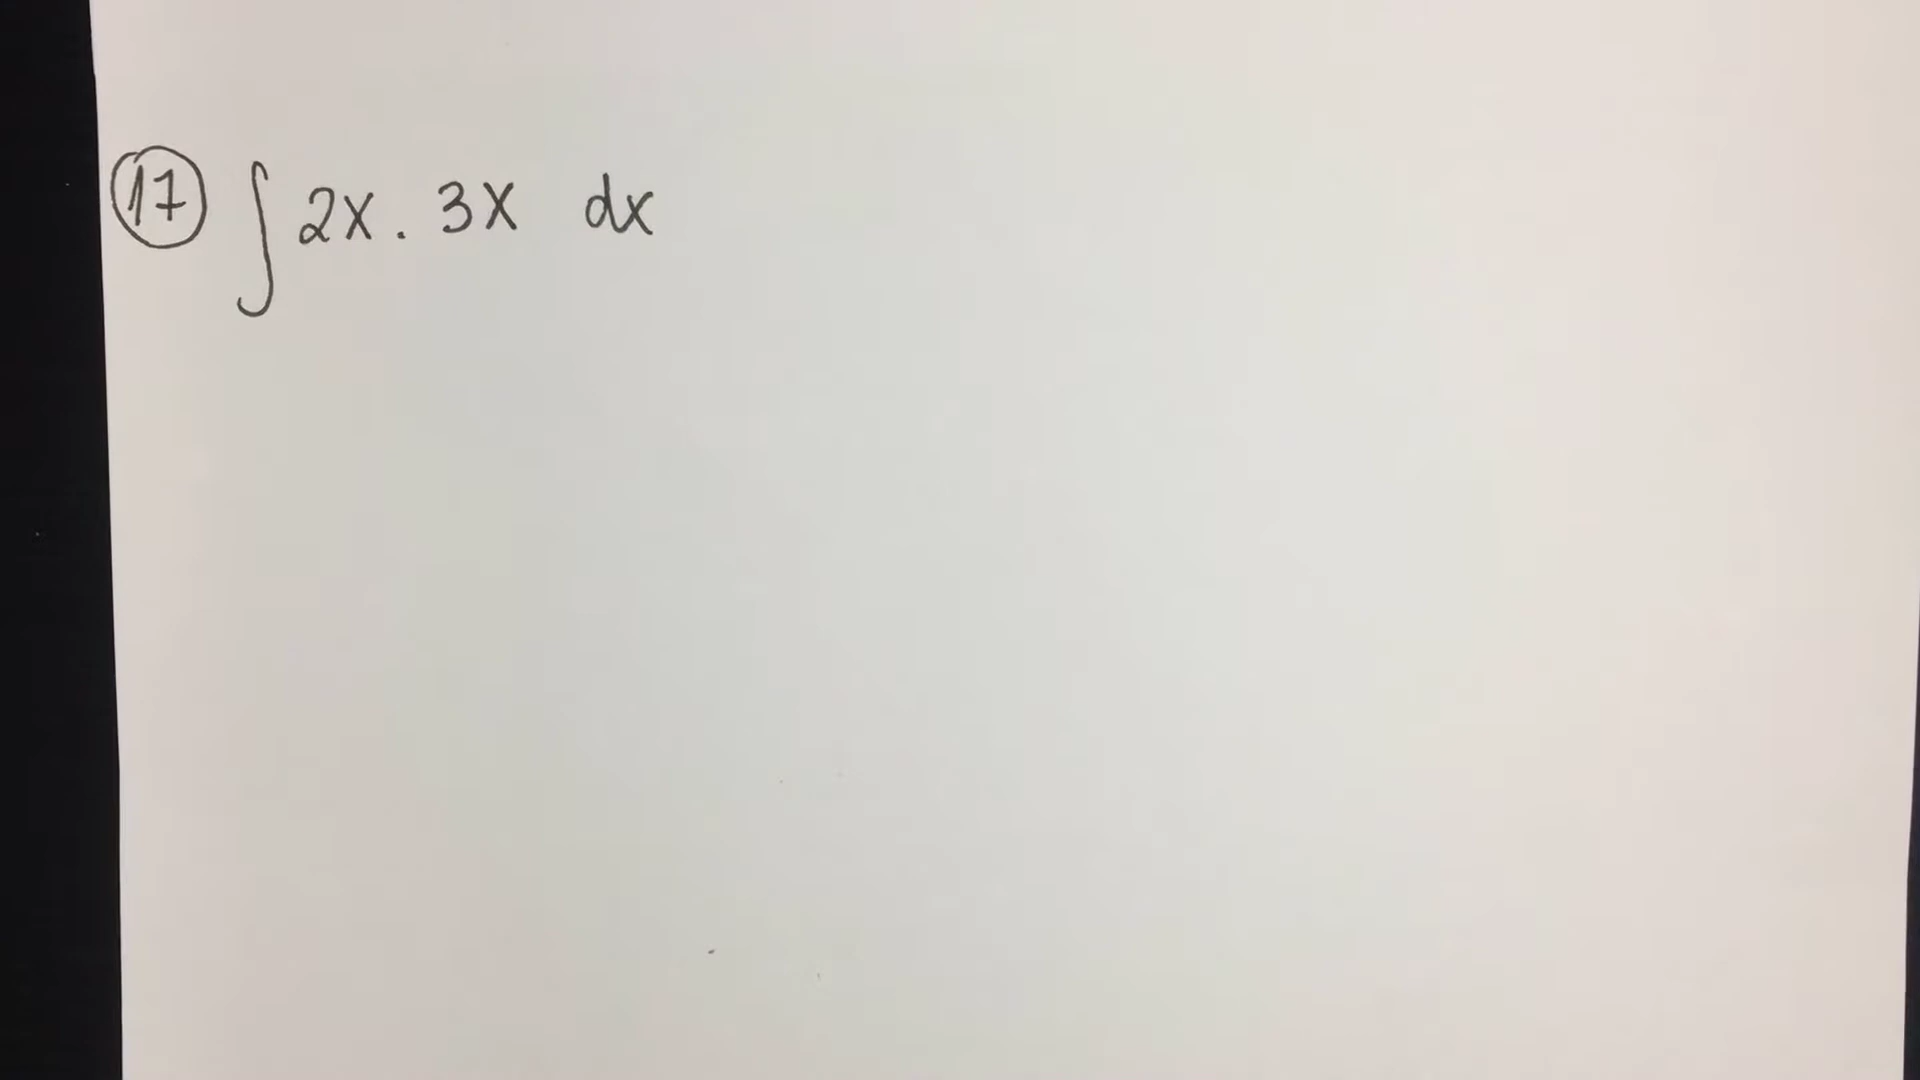 17 ∫ 2x . 3x dx